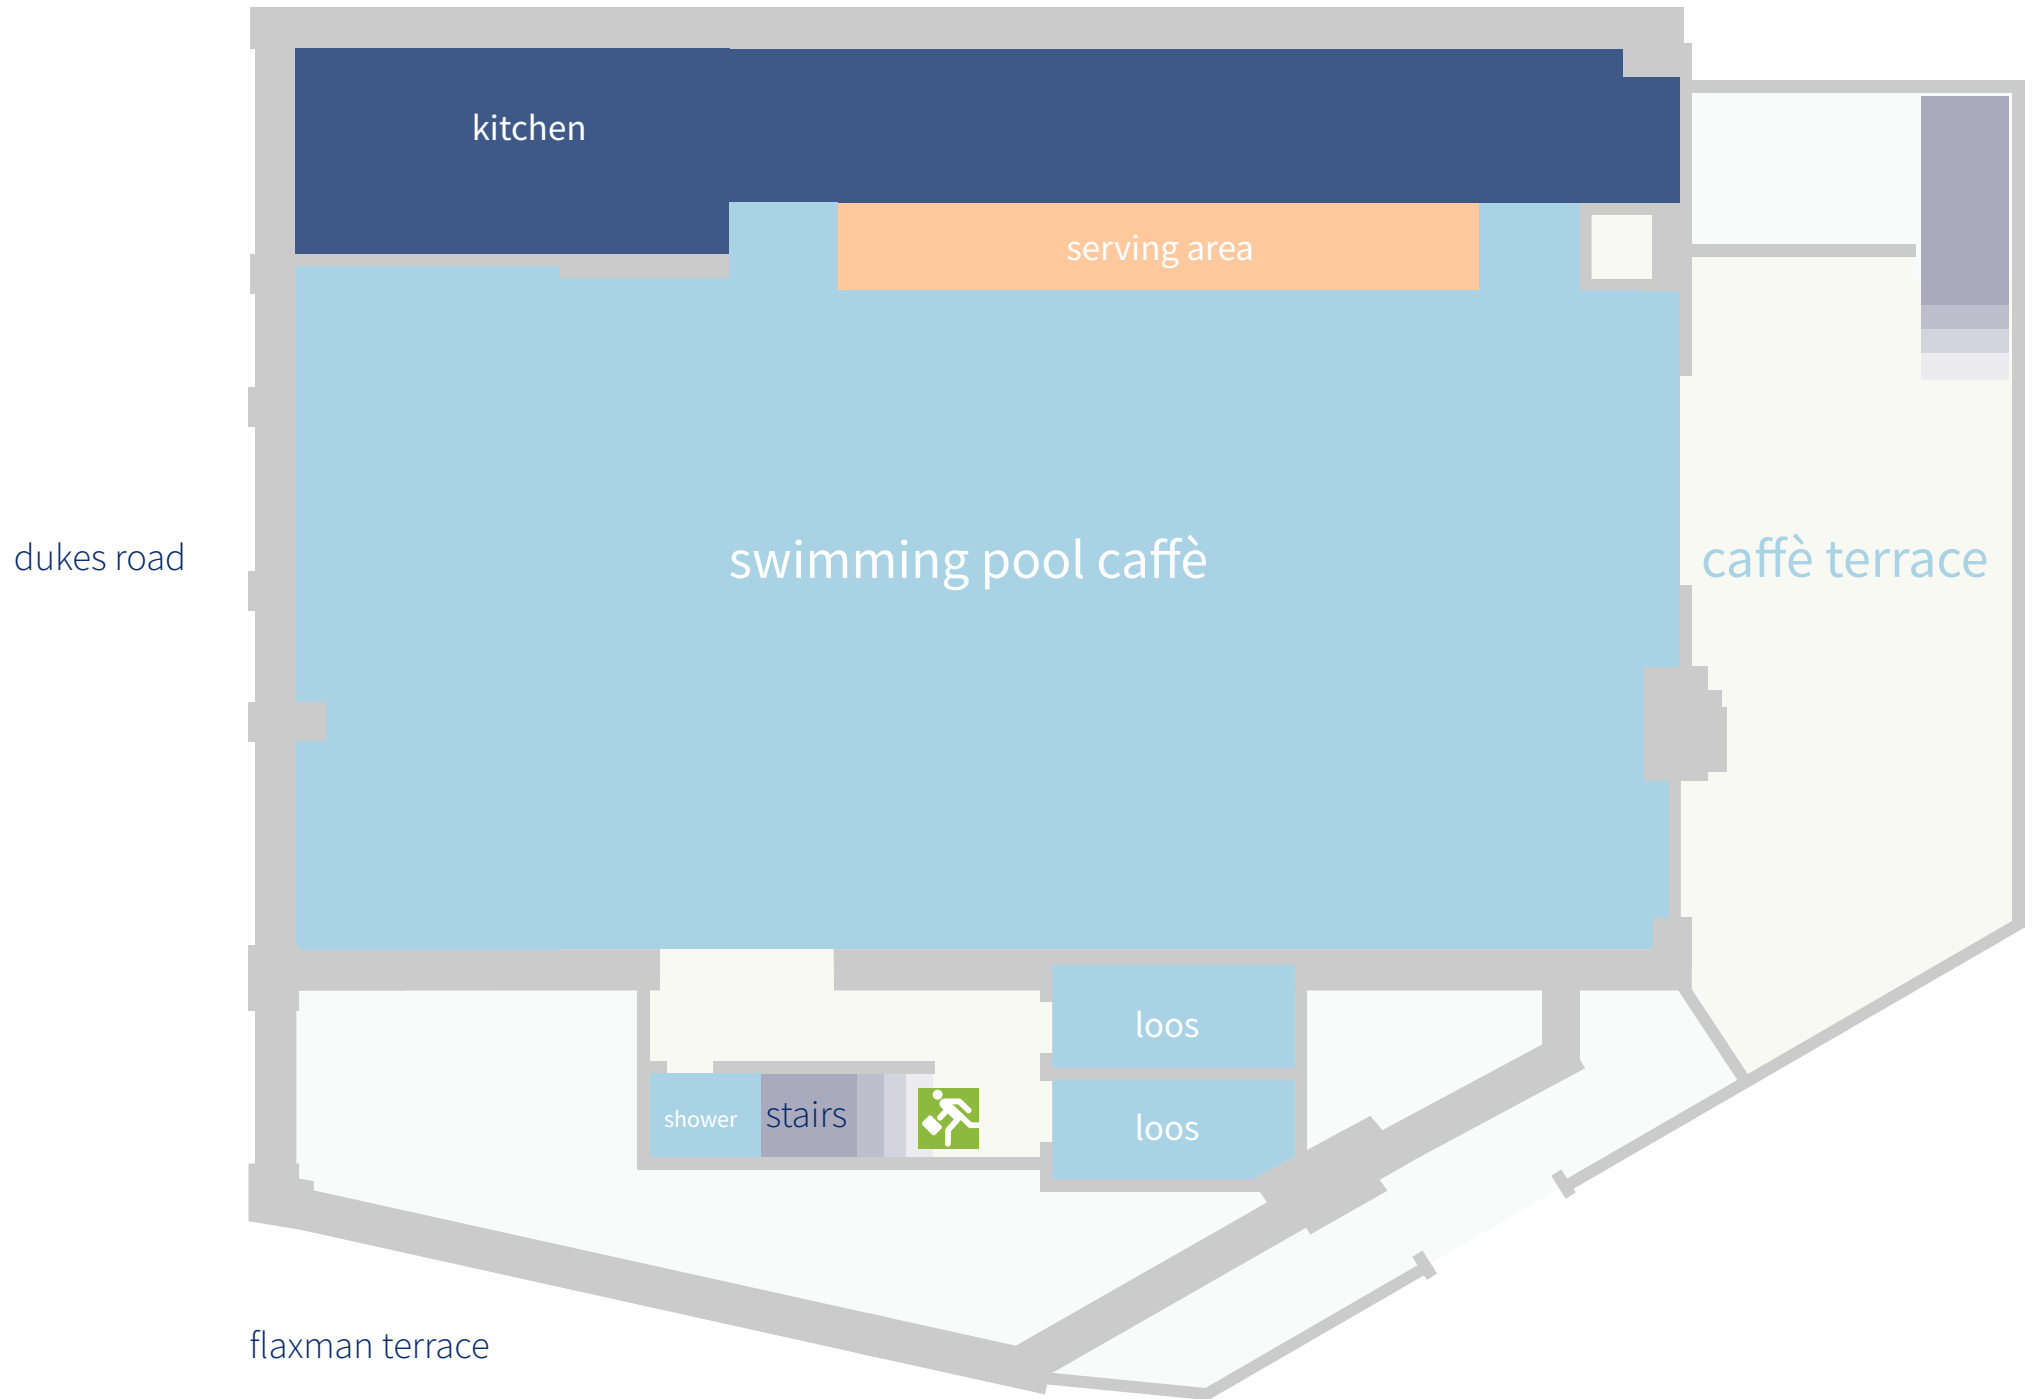 kitchen
serving area
dukes road
swimming pool caffè
caffè terrace
loos
shower
stairs
loos
flaxman terrace